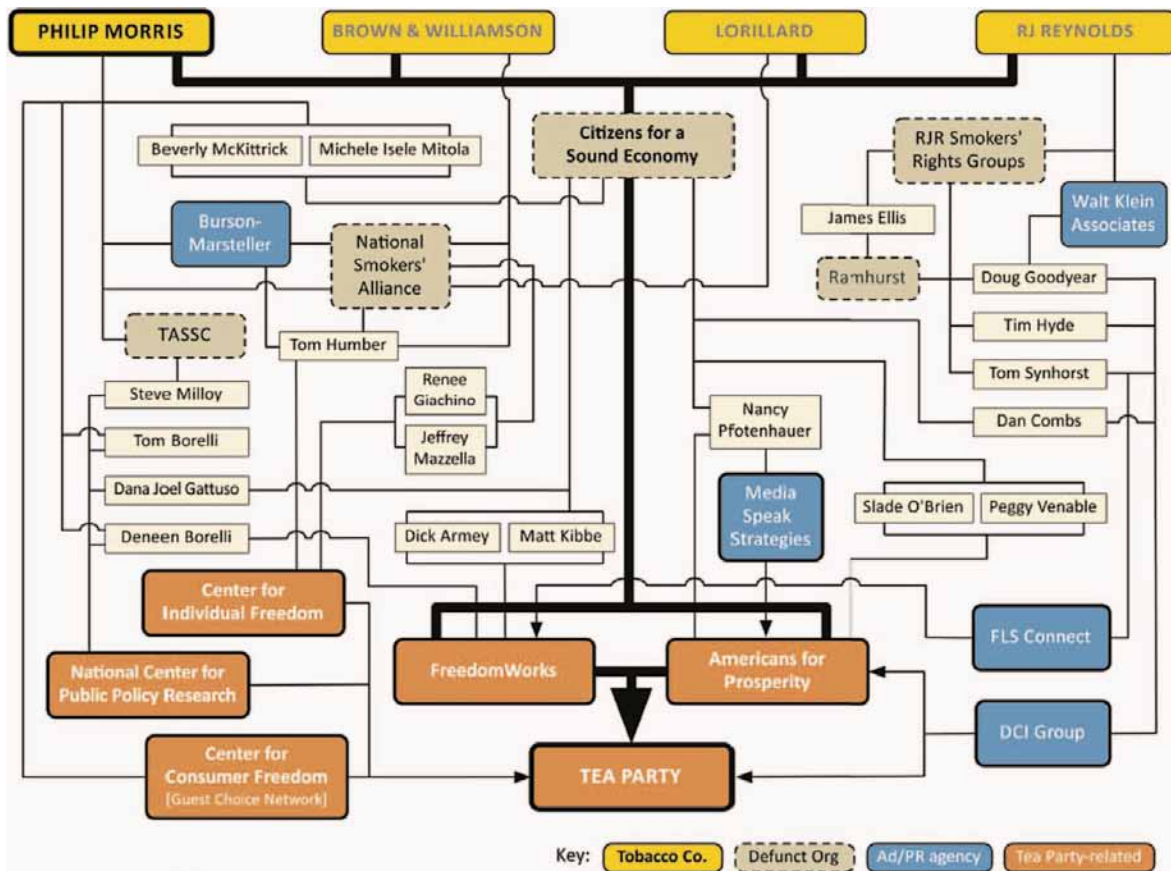 PHILIP MORRIS
BROWN & WILLIAMSON
LORILLARD
RJ REYNOLDS
Citizens for a
Sound Economy
RJR Smokers'
Rights Groups
Beverly McKittrick
Michele Isele Mitola
Walt Klein
Associates
James Ellis
Burson-
Marsteller
National
Smokers'
Alliance
Ramhurst
Doug Goodyear
TASSC
Tom Humber
Tim Hyde
Steve Milloy
Renee
Giachino
Tom Synhorst
Nancy
Pfotenhauer
Dan Combs
Tom Borelli
Jeffrey
Mazzella
Dana Joel Gattuso
Media
Speak
Strategies
Slade O'Brien
Peggy Venable
Deneen Borelli
Dick Armey
Matt Kibbe
Center for
Individual Freedom
FLS Connect
National Center for
Public Policy Research
FreedomWorks
Americans for
Prosperity
DCI Group
Center for
Consumer Freedom
[Guest Choice Network]
TEA PARTY
Key:
Tobacco Co.
Defunct Org
Ad/PR agency
Tea Party-related